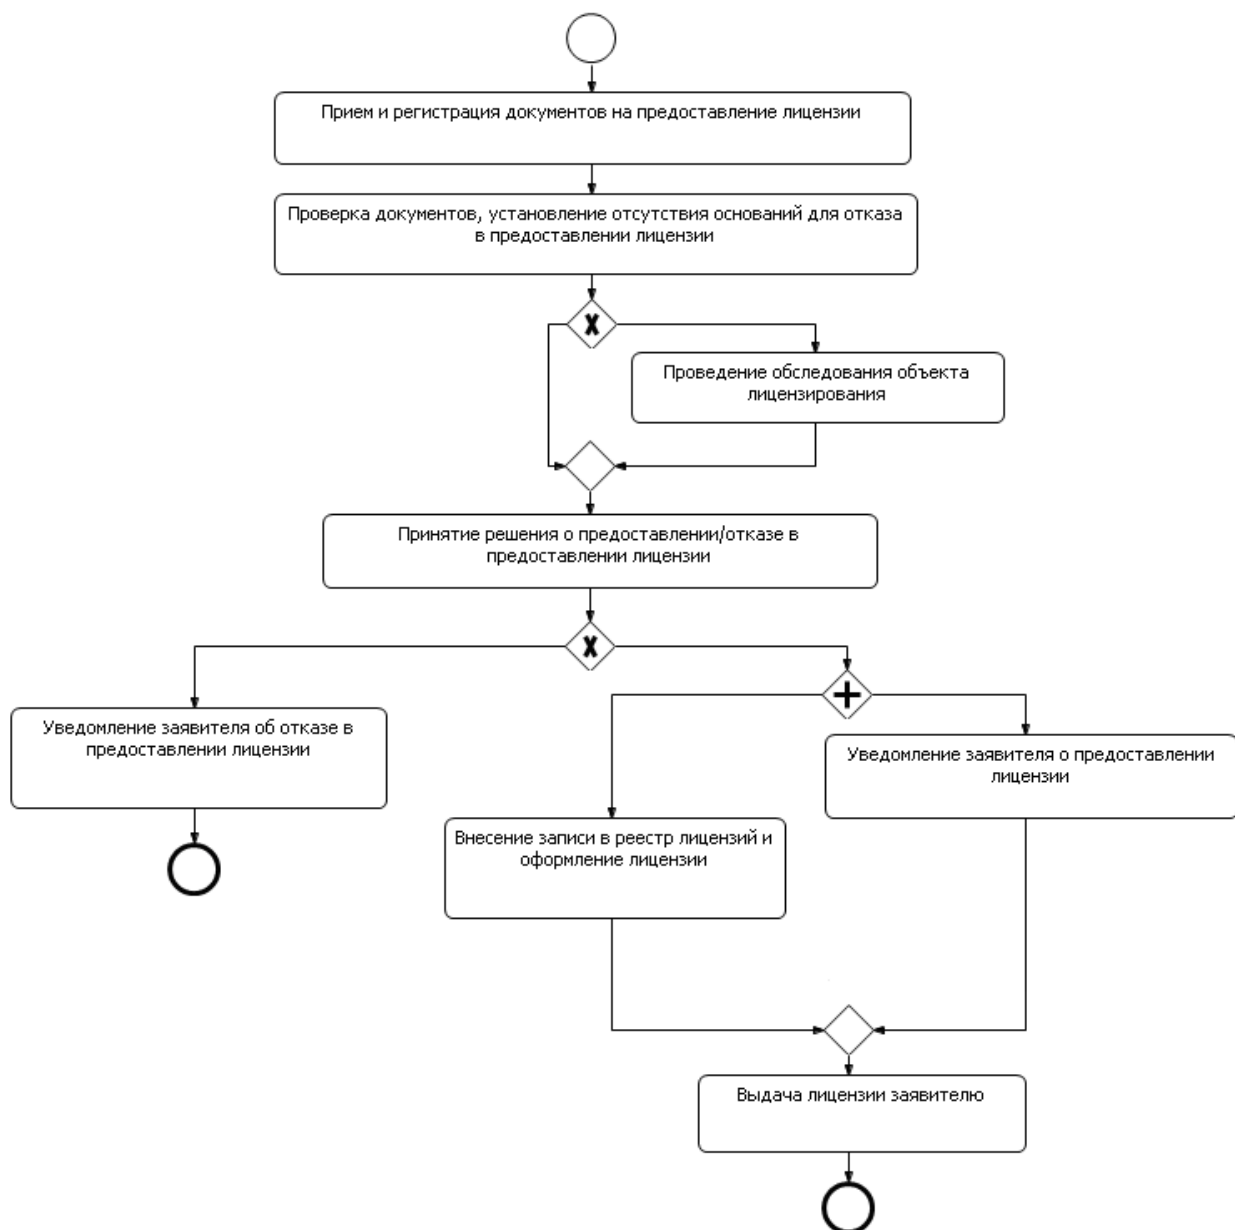 Прием и регистрация документов на предоставление лицензии
Проверка документов, установление отсутствия оснований для отказа
в предоставлении лицензии
Проведение обследования объекта
лицензирования
Принятие решения о предоставлении/отказе в
предоставлении лицензии
Уведомление заявителя об отказе в
предоставлении лицензии
Уведомление заявителя о предоставлении
лицензии
Внесение записи в реестр лицензий и
оформление лицензии
Выдача лицензии заявителю